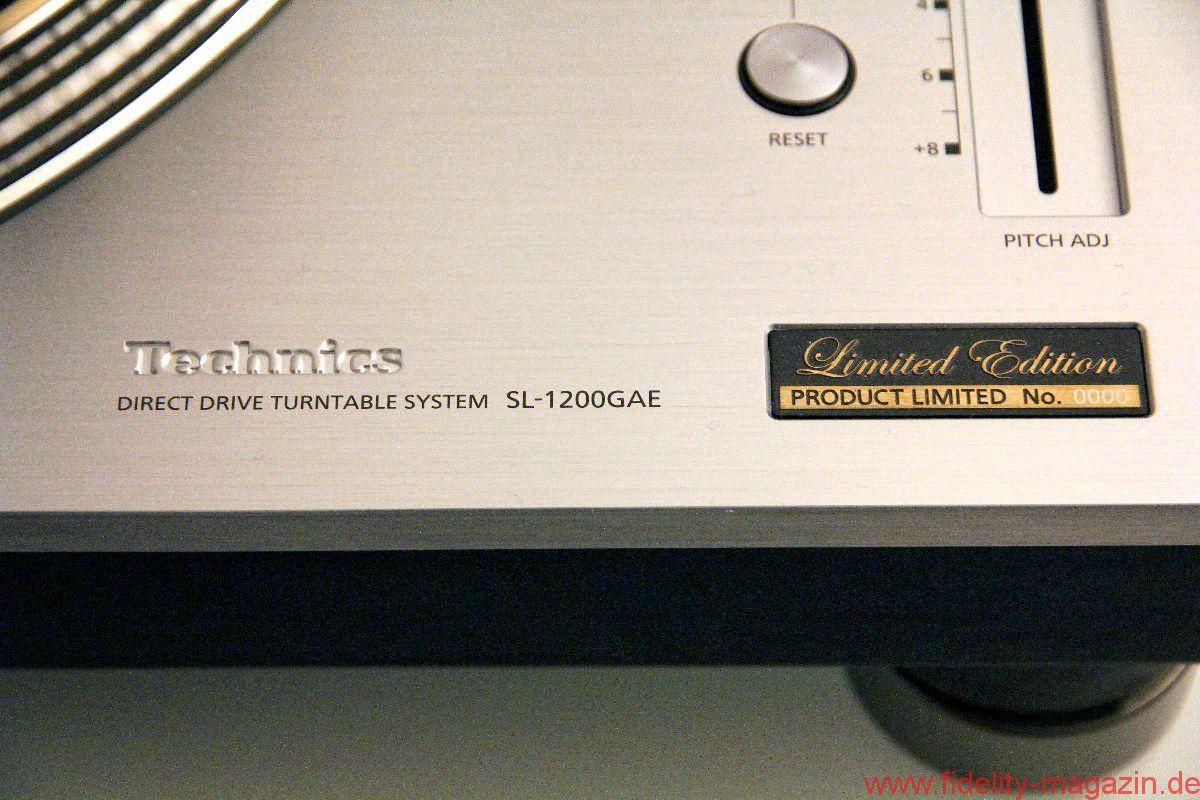 4
6
+8
RESET
PITCH ADJ
Technics
DIRECT DRIVE TURNTABLE SYSTEM SL-1200GAE
Limited Edition
PRODUCT LIMITED No. 0000
www.fidelity-magazin.de